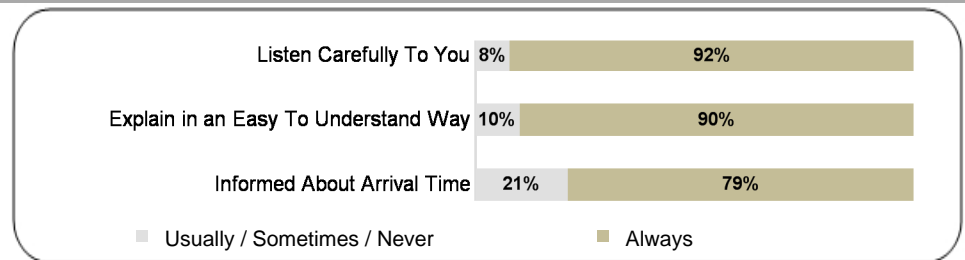 Listen Carefully To You 8% 92%
Explain in an Easy To Understand Way 10% 90%
Informed About Arrival Time 21% 79%
Usually / Sometimes / Never Always